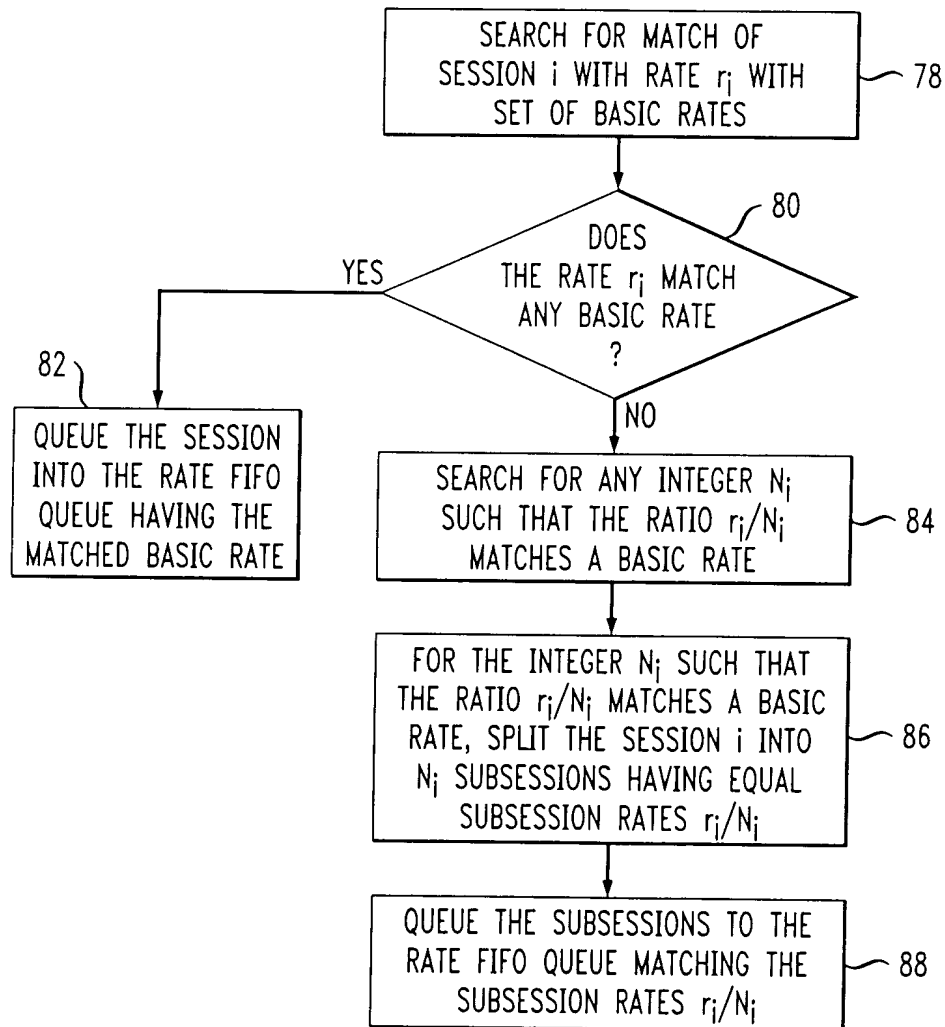 SEARCH FOR MATCH OF
SESSION i WITH RATE ri WITH
SET OF BASIC RATES
78
80
DOES
THE RATE ri MATCH
ANY BASIC RATE
?
YES
NO
82
QUEUE THE SESSION
INTO THE RATE FIFO
QUEUE HAVING THE
MATCHED BASIC RATE
SEARCH FOR ANY INTEGER Ni
SUCH THAT THE RATIO ri/Ni
MATCHES A BASIC RATE
84
FOR THE INTEGER Ni SUCH THAT
THE RATIO ri/Ni MATCHES A BASIC
RATE, SPLIT THE SESSION i INTO
Ni SUBSESSIONS HAVING EQUAL
SUBSESSION RATES ri/Ni
86
QUEUE THE SUBSESSIONS TO THE
RATE FIFO QUEUE MATCHING THE
SUBSESSION RATES ri/Ni
88